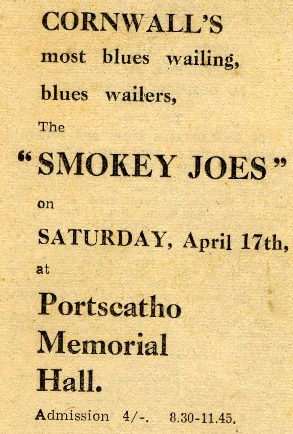 CORNWALL'S
most blues wailing,
blues wailers,
The
"SMOKEY JOES"
on
SATURDAY, April 17th,
at
Portscatho
Memorial
Hall.
Admission 4/-. 8.30-11.45.